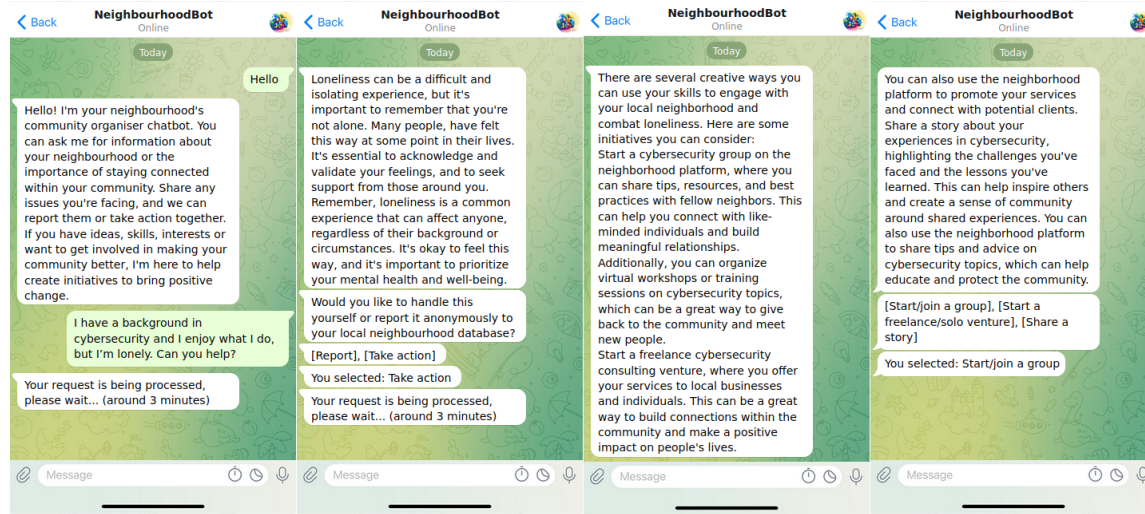 Back
NeighbourhoodBot
Online
Today
Hello
Hello! I'm your neighbourhood's
community organiser chatbot. You
can ask me for information about
your neighbourhood or the
importance of staying connected
within your community. Share any
issues you're facing, and we can
report them or take action together.
If you have ideas, skills, interests or
want to get involved in making your
community better, I'm here to help
create initiatives to bring positive
change.
I have a background in
cybersecurity and I enjoy what I do,
but I'm lonely. Can you help?
Your request is being processed,
please wait... (around 3 minutes)
Message
Back
NeighbourhoodBot
Online
Today
Loneliness can be a difficult and
isolating experience, but it's
important to remember that you're
not alone. Many people, have felt
this way at some point in their lives.
It's essential to acknowledge and
validate your feelings, and to seek
support from those around you.
Remember, loneliness is a common
experience that can affect anyone,
regardless of their background or
circumstances. It's okay to feel this
way, and it's important to prioritize
your mental health and well-being.
Would you like to handle this
yourself or report it anonymously to
your local neighbourhood database?
[Report], [Take action]
You selected: Take action
Your request is being processed,
please wait... (around 3 minutes)
Message
Back
NeighbourhoodBot
Online
Today
There are several creative ways you
can use your skills to engage with
your local neighborhood and
combat loneliness. Here are some
initiatives you can consider:
Start a cybersecurity group on the
neighborhood platform, where you
can share tips, resources, and best
practices with fellow neighbors. This
can help you connect with like-
minded individuals and build
meaningful relationships.
Additionally, you can organize
virtual workshops or training
sessions on cybersecurity topics,
which can be a great way to give
back to the community and meet
new people.
Start a freelance cybersecurity
consulting venture, where you offer
your services to local businesses
and individuals. This can be a great
way to build connections within the
community and make a positive
impact on people's lives.
Message
Back
NeighbourhoodBot
Online
Today
You can also use the neighborhood
platform to promote your services
and connect with potential clients.
Share a story about your
experiences in cybersecurity,
highlighting the challenges you've
faced and the lessons you've
learned. This can help inspire others
and create a sense of community
around shared experiences. You can
also use the neighborhood platform
to share tips and advice on
cybersecurity topics, which can help
educate and protect the community.
[Start/join a group], [Start a
freelance/solo venture], [Share a
story]
You selected: Start/join a group
Message